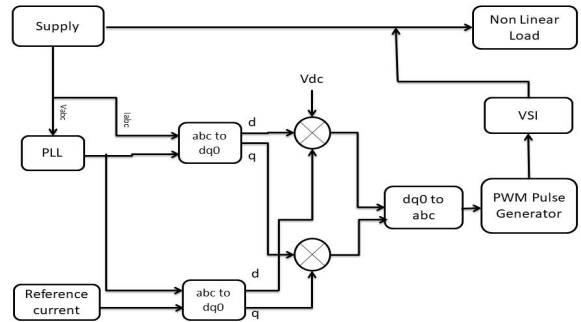 Supply
Non Linear
Load
Vdc
Vabc
Iabc
VSI
PLL
abc to
dq0
d
q
dq0 to
abc
PWM Pulse
Generator
Reference
current
abc to
dq0
d
q